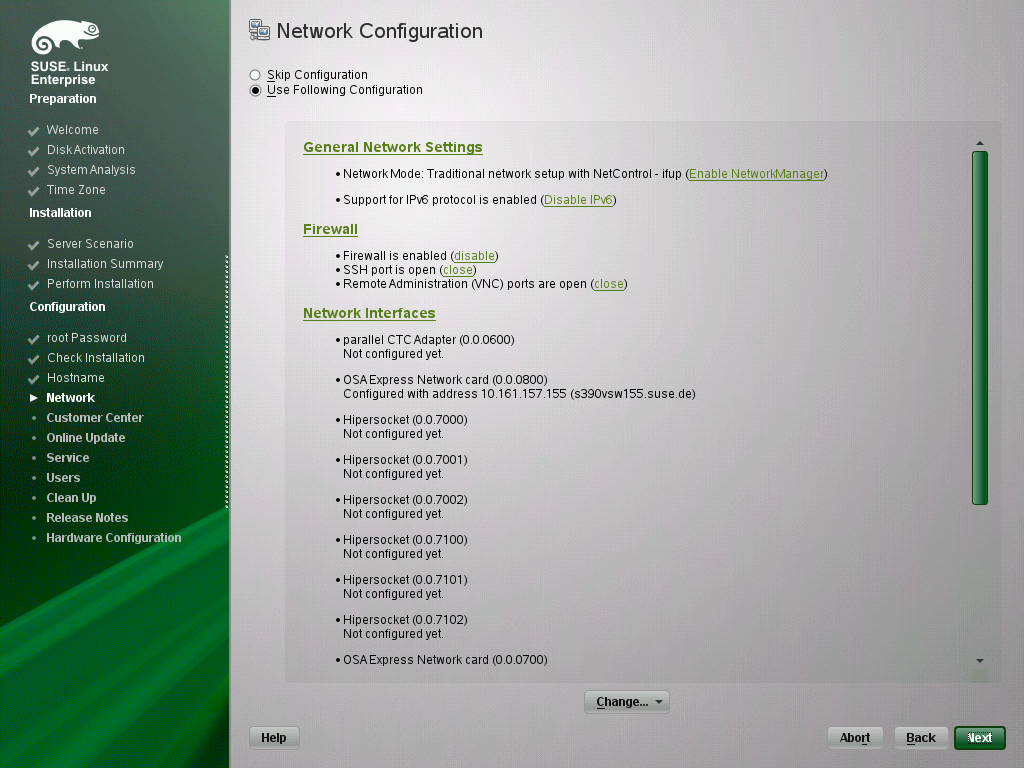 SUSE® Linux
Enterprise
Preparation
Welcome
Disk Activation
System Analysis
Time Zone
Installation
Server Scenario
Installation Summary
Perform Installation
Configuration
root Password
Check Installation
Hostname
Network
Customer Center
Online Update
Service
Users
Clean Up
Release Notes
Hardware Configuration
Network Configuration
Skip Configuration
Use Following Configuration
General Network Settings
• Network Mode: Traditional network setup with NetControl - ifup (Enable NetworkManager)
• Support for IPv6 protocol is enabled (Disable IPv6)
Firewall
• Firewall is enabled (disable)
• SSH port is open (close)
• Remote Administration (VNC) ports are open (close)
Network Interfaces
• parallel CTC Adapter (0.0.0600)
Not configured yet.
• OSA Express Network card (0.0.0800)
Configured with address 10.161.157.155 (s390vsw155.suse.de)
• Hipersocket (0.0.7000)
Not configured yet.
• Hipersocket (0.0.7001)
Not configured yet.
• Hipersocket (0.0.7002)
Not configured yet.
• Hipersocket (0.0.7100)
Not configured yet.
• Hipersocket (0.0.7101)
Not configured yet.
• Hipersocket (0.0.7102)
Not configured yet.
• OSA Express Network card (0.0.0700)
Change...
Help
Abort
Back
Next